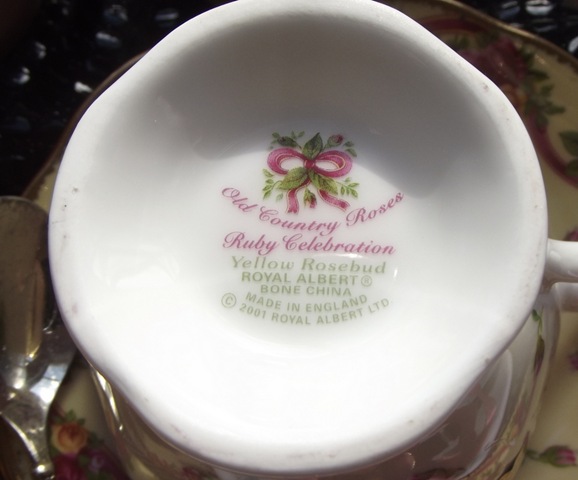 Old Country Roses
Ruby Celebration
Yellow Rosebud
ROYAL ALBERT®
BONE CHINA
MADE IN ENGLAND
© 2001 ROYAL ALBERT LTD